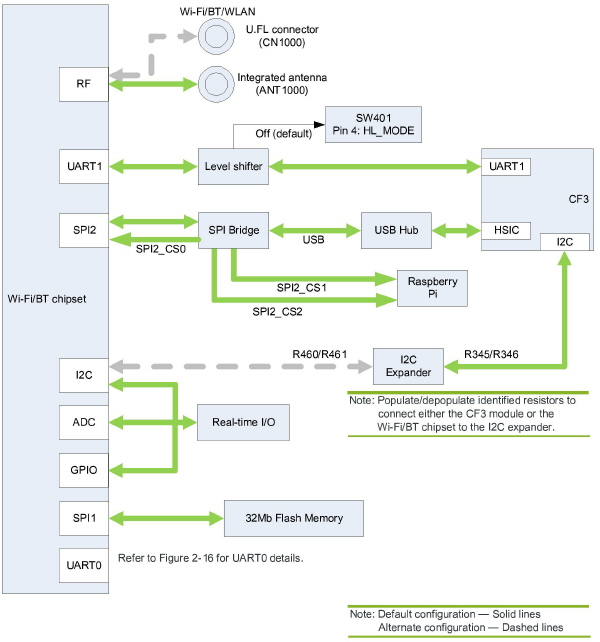 Wi-Fi/BT/WLAN
U.FL connector
(CN1000)
RF
Integrated antenna
(ANT1000)
SW401
Pin 4: HL_MODE
Off (default)
UART1
Level shifter
UART1
CF3
SPI2
SPI Bridge
USB
USB Hub
HSIC
I2C
SPI2_CS0
SPI2_CS1
SPI2_CS2
Raspberry
Pi
Wi-Fi/BT chipset
R460/R461
I2C
Expander
R345/R346
I2C
Note: Populate/depopulate identified resistors to
connect either the CF3 module or the
Wi-Fi/BT chipset to the I2C expander.
ADC
Real-time I/O
GPIO
SPI1
32Mb Flash Memory
UART0
Refer to Figure 2-16 for UART0 details.
Note: Default configuration — Solid lines
Alternate configuration — Dashed lines